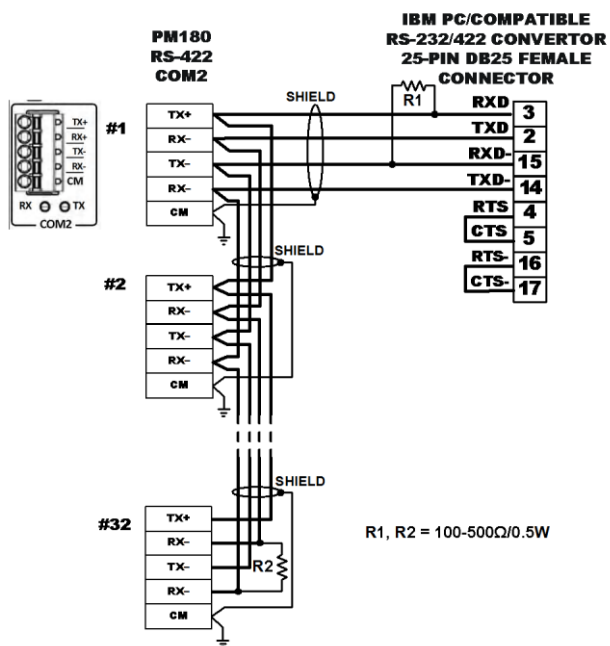 IBM PC/COMPATIBLE
RS-232/422 CONVERTOR
25-PIN DB25 FEMALE
CONNECTOR
PM180
RS-422
COM2
SHIELD
R1
#1
TX+
RX+
TX-
RX-
CM
RX
TX
COM2
TX+
RX–
TX–
RX–
CM
RXD 3
TXD 2
RXD- 15
TXD- 14
RTS 4
CTS 5
RTS- 16
CTS- 17
SHIELD
#2
TX+
RX–
TX–
RX–
CM
SHIELD
#32
TX+
RX–
TX–
RX–
CM
R2
R1, R2 = 100-500Ω/0.5W